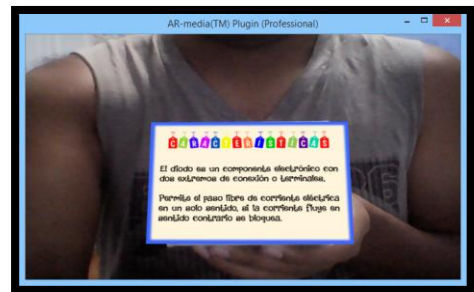 AR-media(TM) Plugin (Professional)
CARACTERISTICAS
El diodo es un componente electrónico con
dos extremos de conexión o terminales.
Permite el paso libre de corriente eléctrica
en un solo sentido, si la corriente fluye en
sentido contrario se bloquea.